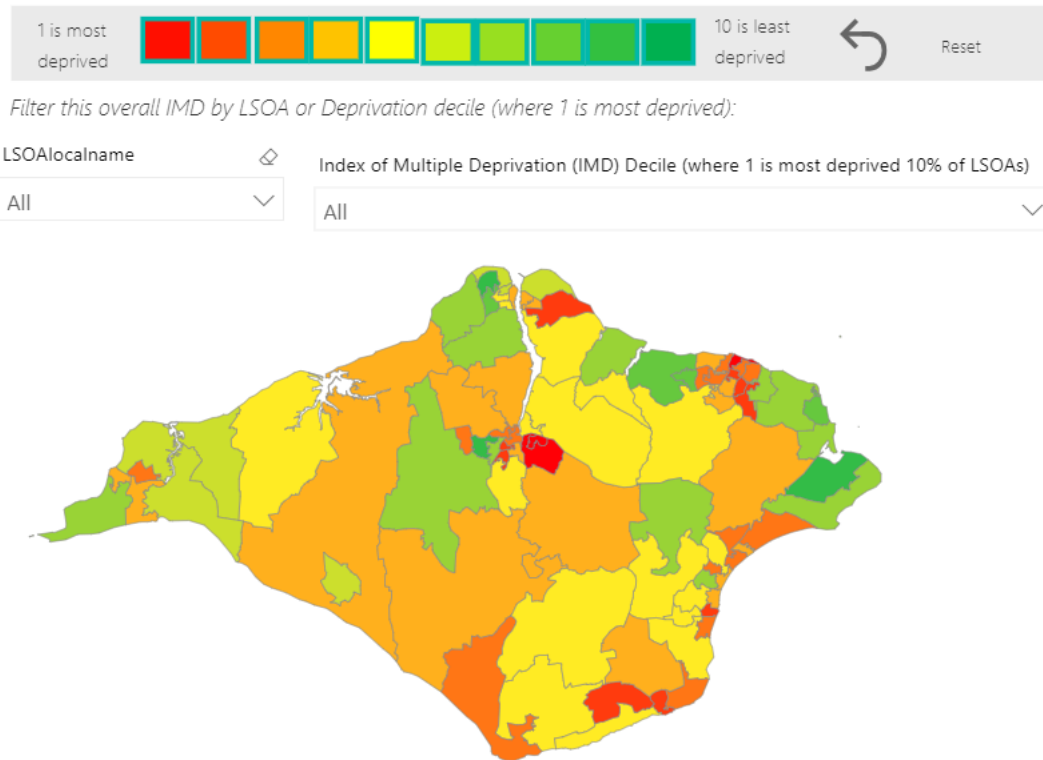 1 is most
deprived
10 is least
deprived
Reset
Filter this overall IMD by LSOA or Deprivation decile (where 1 is most deprived):
LSOAlocalname
All
Index of Multiple Deprivation (IMD) Decile (where 1 is most deprived 10% of LSOAs)
All